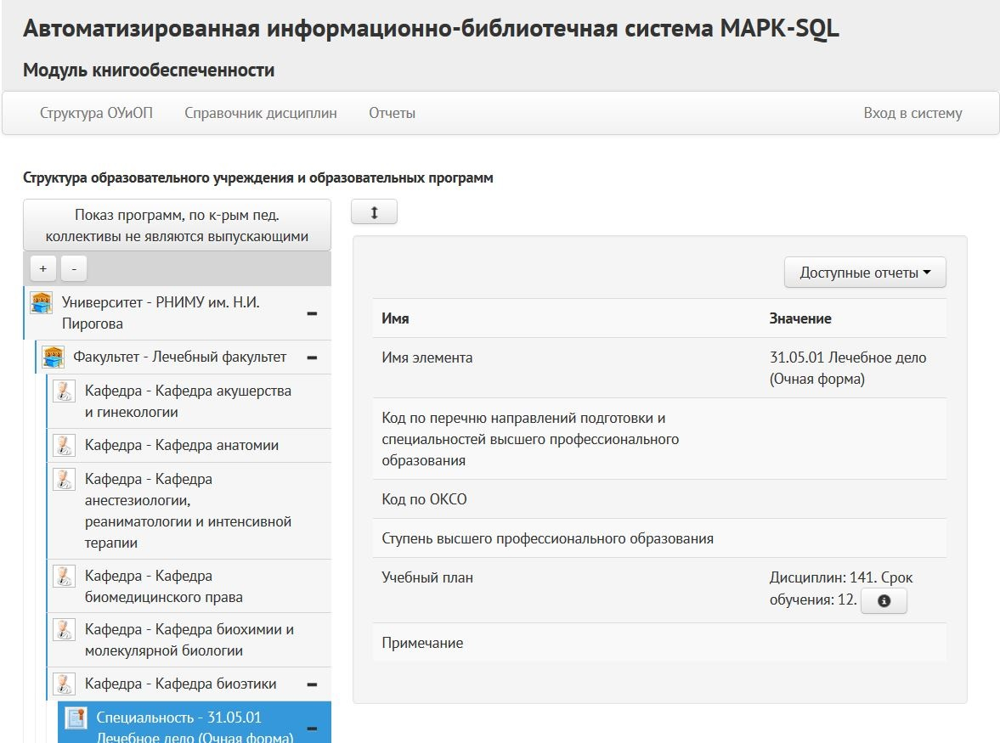 Автоматизированная информационно-библиотечная система МАРК-SQL
Модуль книгообеспеченности
Структура ОУиОП Справочник дисциплин Отчеты Вход в систему
Структура образовательного учреждения и образовательных программ
Показ программ, по к-рым пед.
коллективы не являются выпускающими
+ -
Университет - РНИМУ им. Н.И.
Пирогова
Факультет - Лечебный факультет
Кафедра - Кафедра акушерства
и гинекологии
Кафедра - Кафедра анатомии
Кафедра - Кафедра
анестезиологии,
реаниматологии и интенсивной
терапии
Кафедра - Кафедра
биомедицинского права
Кафедра - Кафедра биохимии и
молекулярной биологии
Кафедра - Кафедра биоэтики
Специальность - 31.05.01
Лечебное дело (Очная форма)
Доступные отчеты
Имя Значение
Имя элемента 31.05.01 Лечебное дело
(Очная форма)
Код по перечню направлений подготовки и
специальностей высшего профессионального
образования
Код по ОКСО
Ступень высшего профессионального образования
Учебный план Дисциплин: 141. Срок
обучения: 12.
Примечание